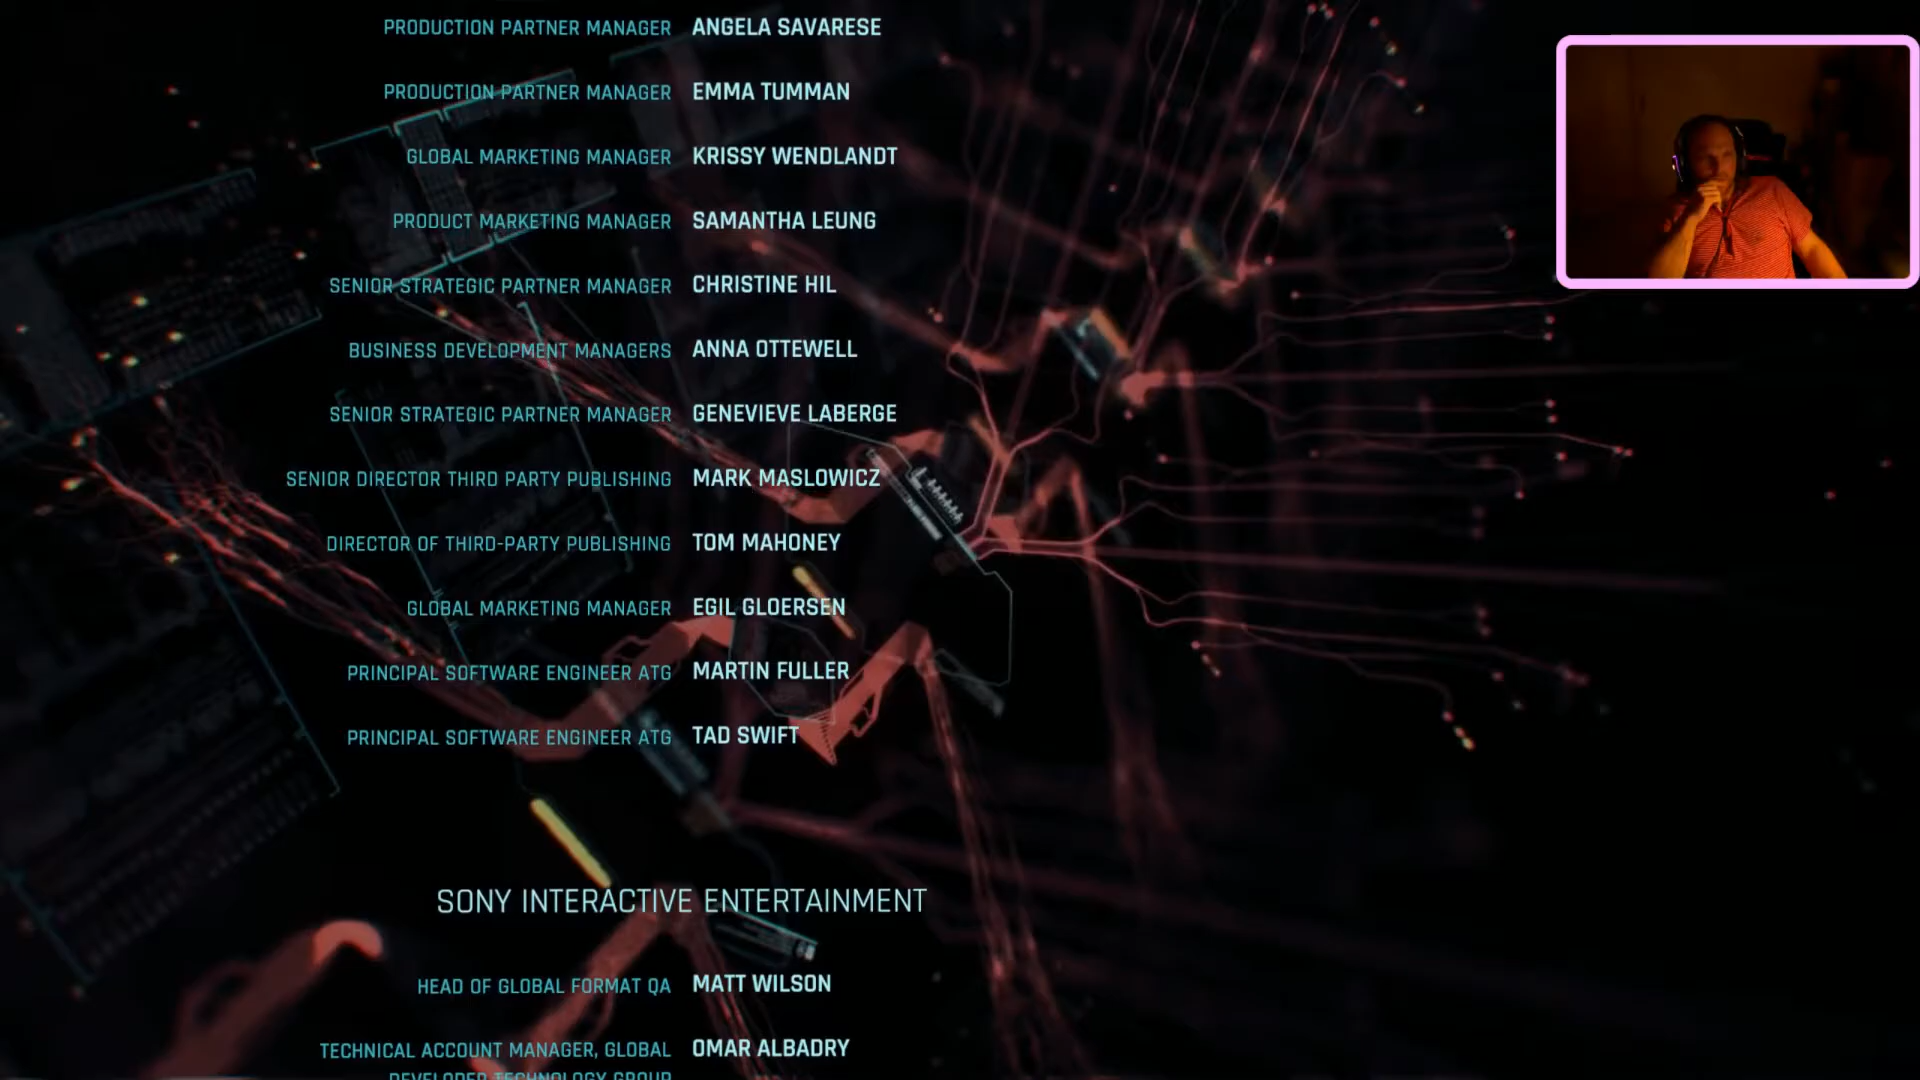 PRODUCTION PARTNER MANAGER ANGELA SAVARESE
PRODUCTION PARTNER MANAGER EMMA TUMMAN
GLOBAL MARKETING MANAGER KRISSY WENDLANDT
PRODUCT MARKETING MANAGER SAMANTHA LEUNG
SENIOR STRATEGIC PARTNER MANAGER CHRISTINE HIL
BUSINESS DEVELOPMENT MANAGERS ANNA OTTEWELL
SENIOR STRATEGIC PARTNER MANAGER GENEVIEVE LABERGE
SENIOR DIRECTOR THIRD PARTY PUBLISHING MARK MASLOWICZ
DIRECTOR OF THIRD-PARTY PUBLISHING TOM MAHONEY
GLOBAL MARKETING MANAGER EGIL GLOERSEN
PRINCIPAL SOFTWARE ENGINEER ATG MARTIN FULLER
PRINCIPAL SOFTWARE ENGINEER ATG TAD SWIFT
SONY INTERACTIVE ENTERTAINMENT
HEAD OF GLOBAL FORMAT QA MATT WILSON
TECHNICAL ACCOUNT MANAGER, GLOBAL OMAR ALBADRY
DEVELOPER TECHNOLOGY GROUP